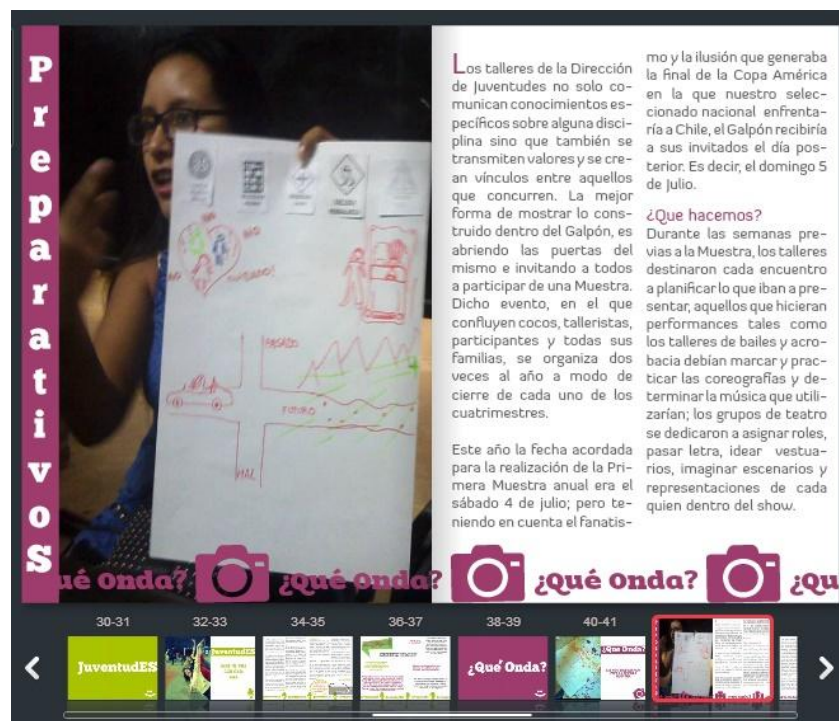 Preparativos
NO
NO
NO
CUIDADO!
PASADO
FUTURO
Los talleres de la Dirección
de Juventudes no solo co-
munican conocimientos es-
pecíficos sobre alguna disci-
plina sino que también se
transmiten valores y se cre-
an vínculos entre aquellos
que concurren. La mejor
forma de mostrar lo cons-
truido dentro del Galpón, es
abriendo las puertas del
mismo e invitando a todos
a participar de una Muestra.
Dicho evento, en el que
confluyen cocos, talleristas,
participantes y todas sus
familias, se organiza dos
veces al año a modo de
cierre de cada uno de los
cuatrimestres.
Este año la fecha acordada
para la realización de la Pri-
mera Muestra anual era el
sábado 4 de julio; pero te-
niendo en cuenta el fanatis-
mo y la ilusión que generaba
la final de la Copa América
en la que nuestro selec-
cionado nacional enfrenta-
ría a Chile, el Galpón recibiría
a sus invitados el día pos-
terior. Es decir, el domingo 5
de Julio.
¿Que hacemos?
Durante las semanas pre-
vias a la Muestra, los talleres
destinaron cada encuentro
a planificar lo que iban a pre-
sentar, aquellos que hicieran
performances tales como
los talleres de bailes y acro-
bacia debían marcar y prac-
ticar las coreografías y de-
terminar la música que utili-
zarían; los grupos de teatro
se dedicaron a asignar roles,
pasar letra, idear vestua-
rios, imaginar escenarios y
representaciones de cada
quien dentro del show.
ué onda? ¿Qué onda? ¿Qué onda? ¿Qu
30-31 32-33 34-35 36-37 38-39 40-41
JuventudES
JuventudES
¿Qué Onda?
¿Qué Onda?